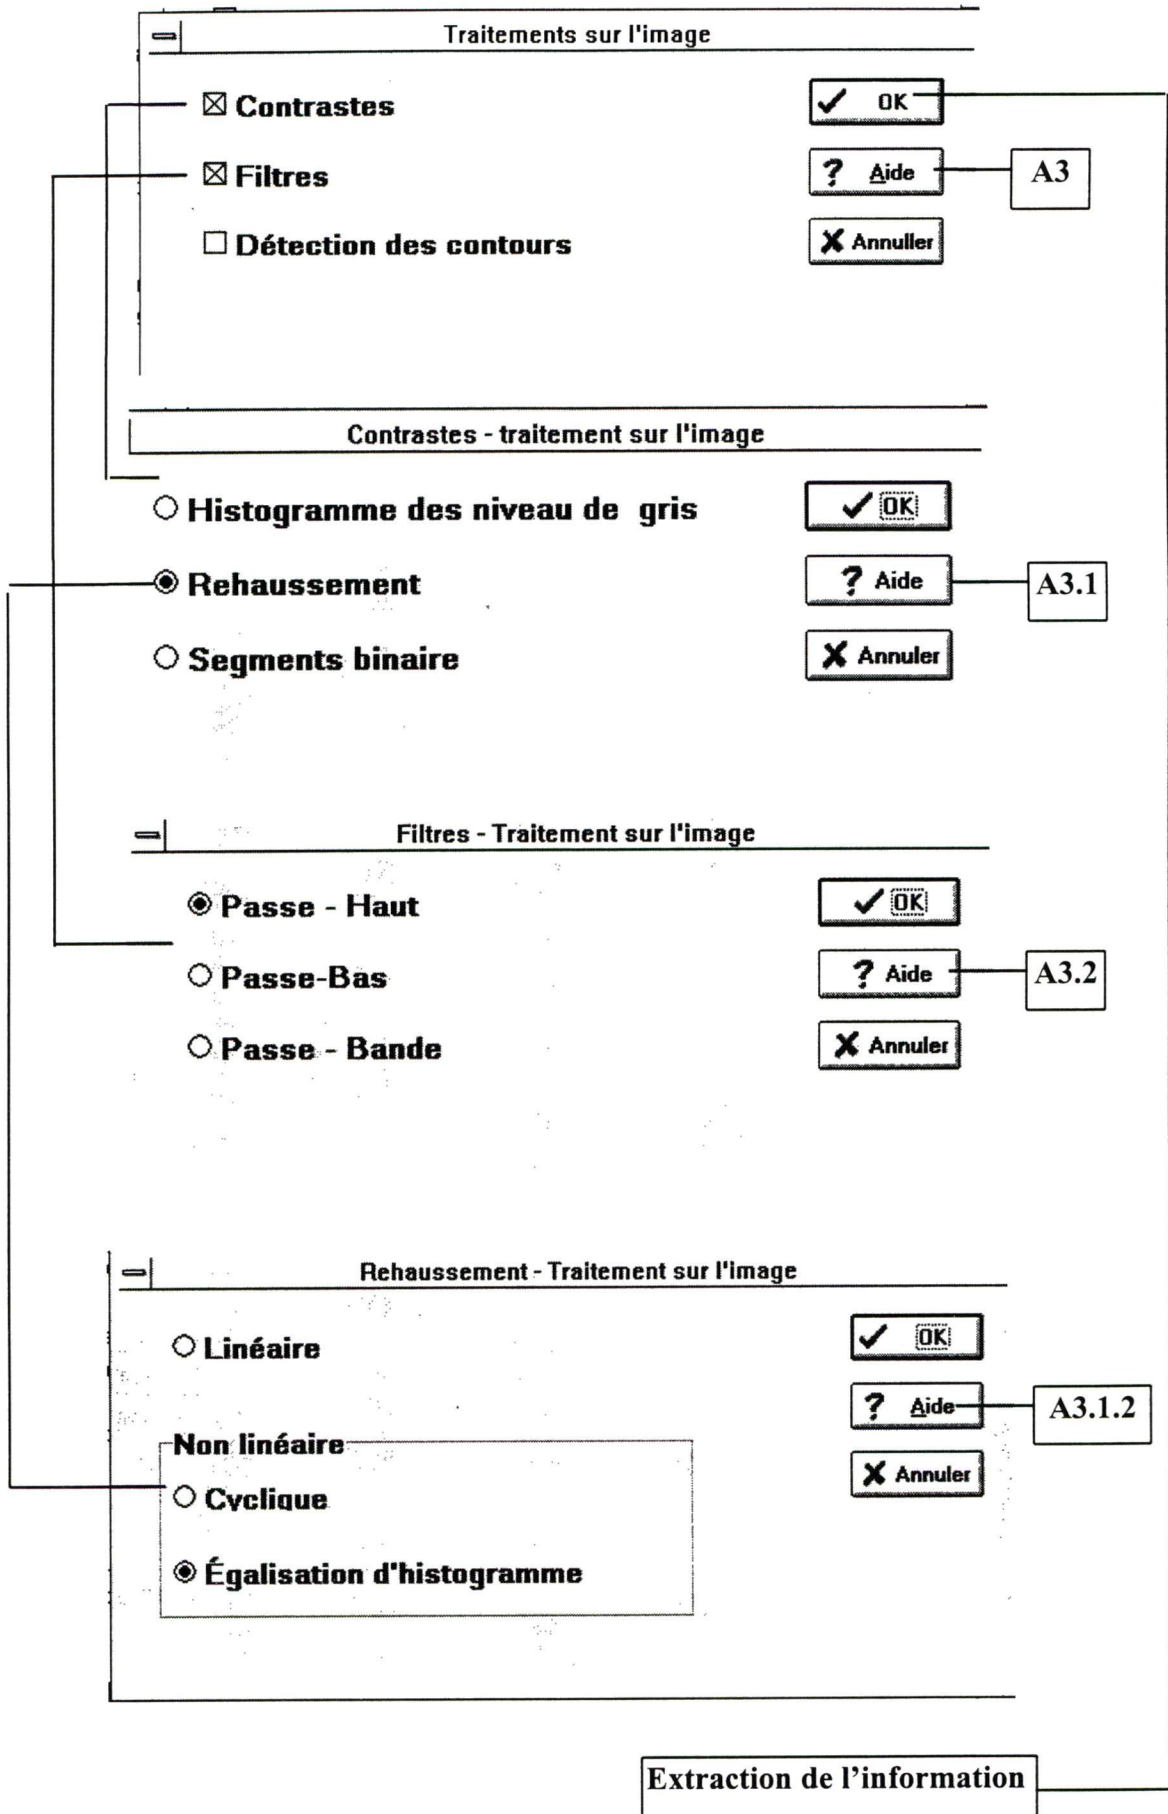 Traitements sur l'image
Contrastes
OK
Filtres
Aide
A3
Détection des contours
Annuller
Contrastes - traitement sur l'image
Histogramme des niveau de gris
OK
Rehaussement
Aide
A3.1
Segments binaire
Annuler
Filtres - Traitement sur l'image
Passe - Haut
OK
Passe-Bas
Aide
A3.2
Passe - Bande
Annuler
Rehaussement - Traitement sur l'image
Linéaire
OK
Aide
A3.1.2
Non linéaire
Annuler
Cyclique
Égalisation d'histogramme
Extraction de l'information